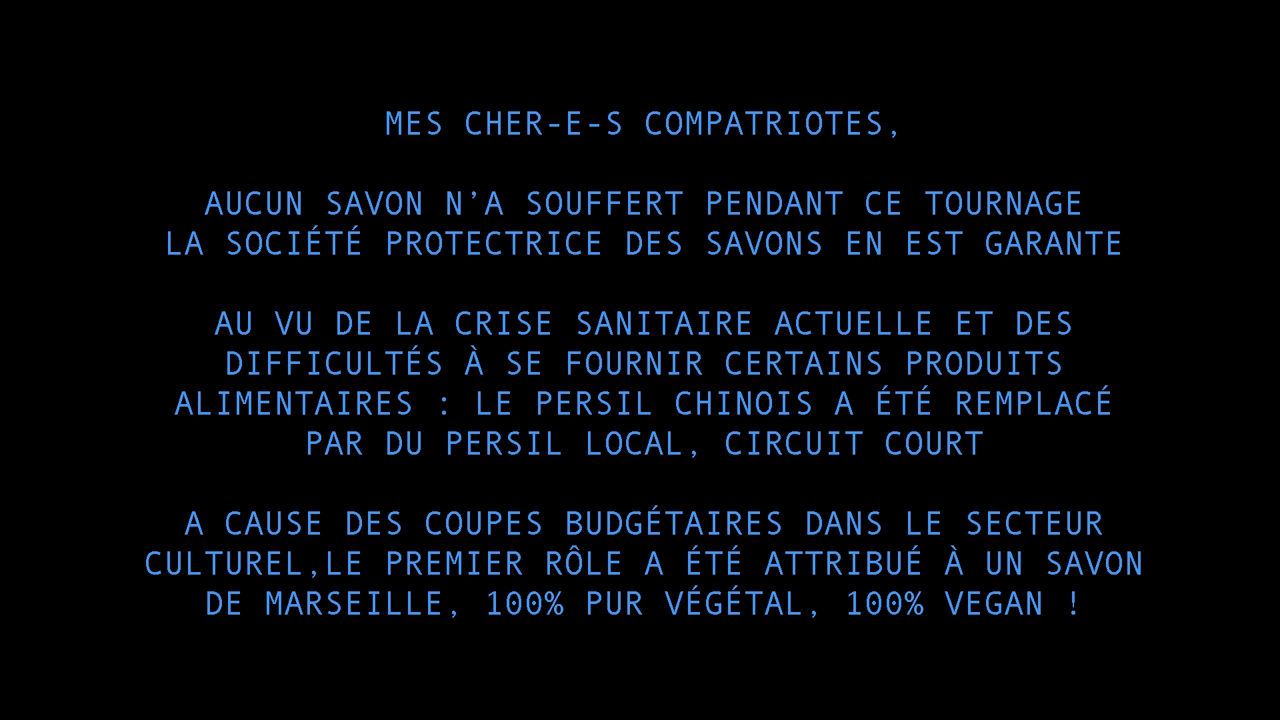 MES CHER-E-S COMPATRIOTES,
AUCUN SAVON N’A SOUFFERT PENDANT CE TOURNAGE
LA SOCIÉTÉ PROTECTRICE DES SAVONS EN EST GARANTE
AU VU DE LA CRISE SANITAIRE ACTUELLE ET DES
DIFFICULTÉS À SE FOURNIR CERTAINS PRODUITS
ALIMENTAIRES : LE PERSIL CHINOIS A ÉTÉ REMPLACÉ
PAR DU PERSIL LOCAL, CIRCUIT COURT
A CAUSE DES COUPES BUDGÉTAIRES DANS LE SECTEUR
CULTUREL,LE PREMIER RÔLE A ÉTÉ ATTRIBUÉ À UN SAVON
DE MARSEILLE, 100% PUR VÉGÉTAL, 100% VEGAN !